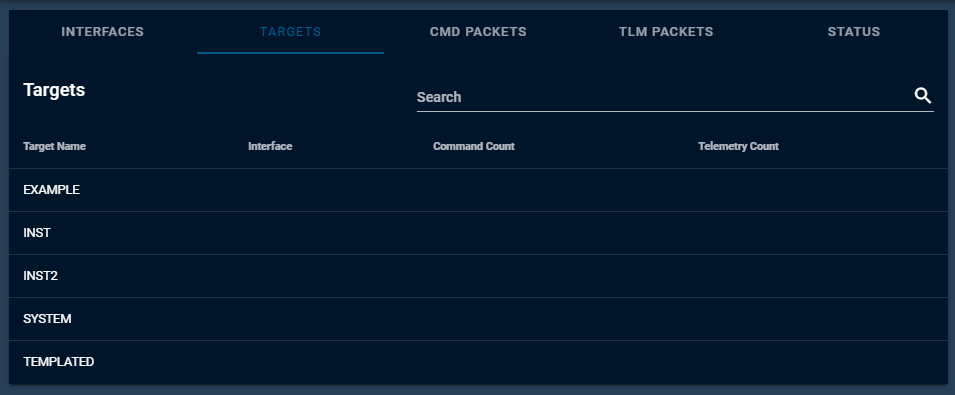 INTERFACES TARGETS CMD PACKETS TLM PACKETS STATUS
Targets
Search
Target Name Interface Command Count Telemetry Count
EXAMPLE
INST
INST2
SYSTEM
TEMPLATED